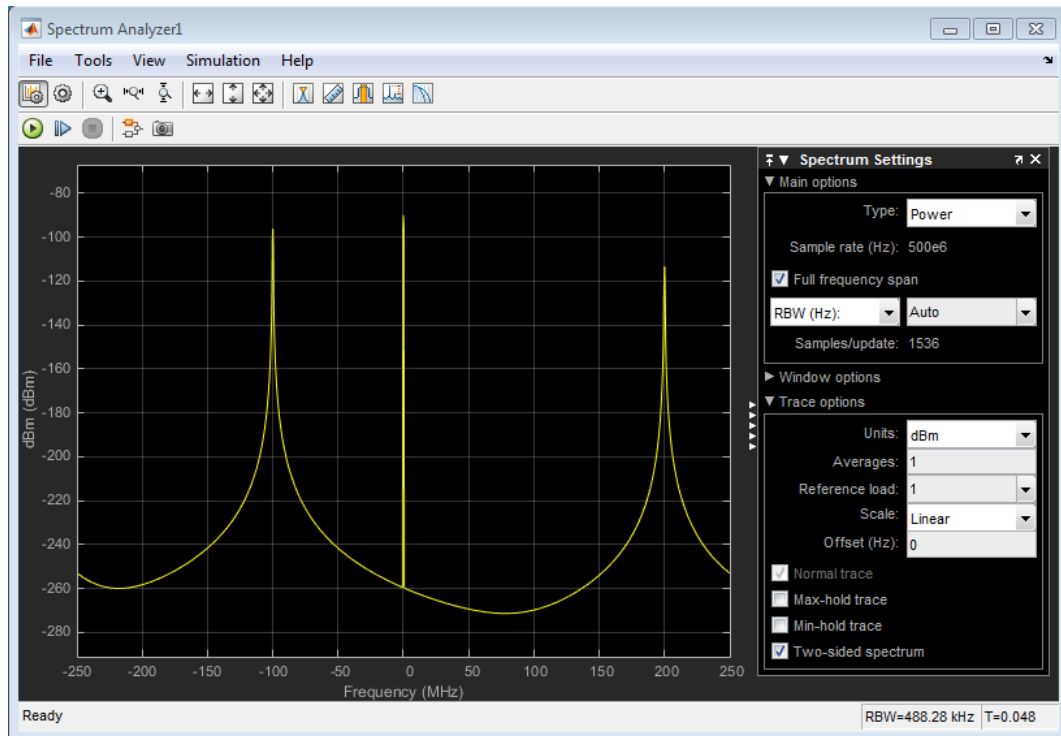 Spectrum Analyzer1
File Tools View Simulation Help
-80
-100
-120
-140
-160
-180
-200
-220
-240
-260
-280
dBm (dBm)
-250 -200 -150 -100 -50 0 50 100 150 200 250
Frequency (MHz)
Spectrum Settings
Main options
Type: Power
Sample rate (Hz): 500e6
Full frequency span
RBW (Hz): Auto
Samples/update: 1536
Window options
Trace options
Units: dBm
Averages: 1
Reference load: 1
Scale: Linear
Offset (Hz): 0
Normal trace
Max-hold trace
Min-hold trace
Two-sided spectrum
Ready RBW=488.28 kHz T=0.048